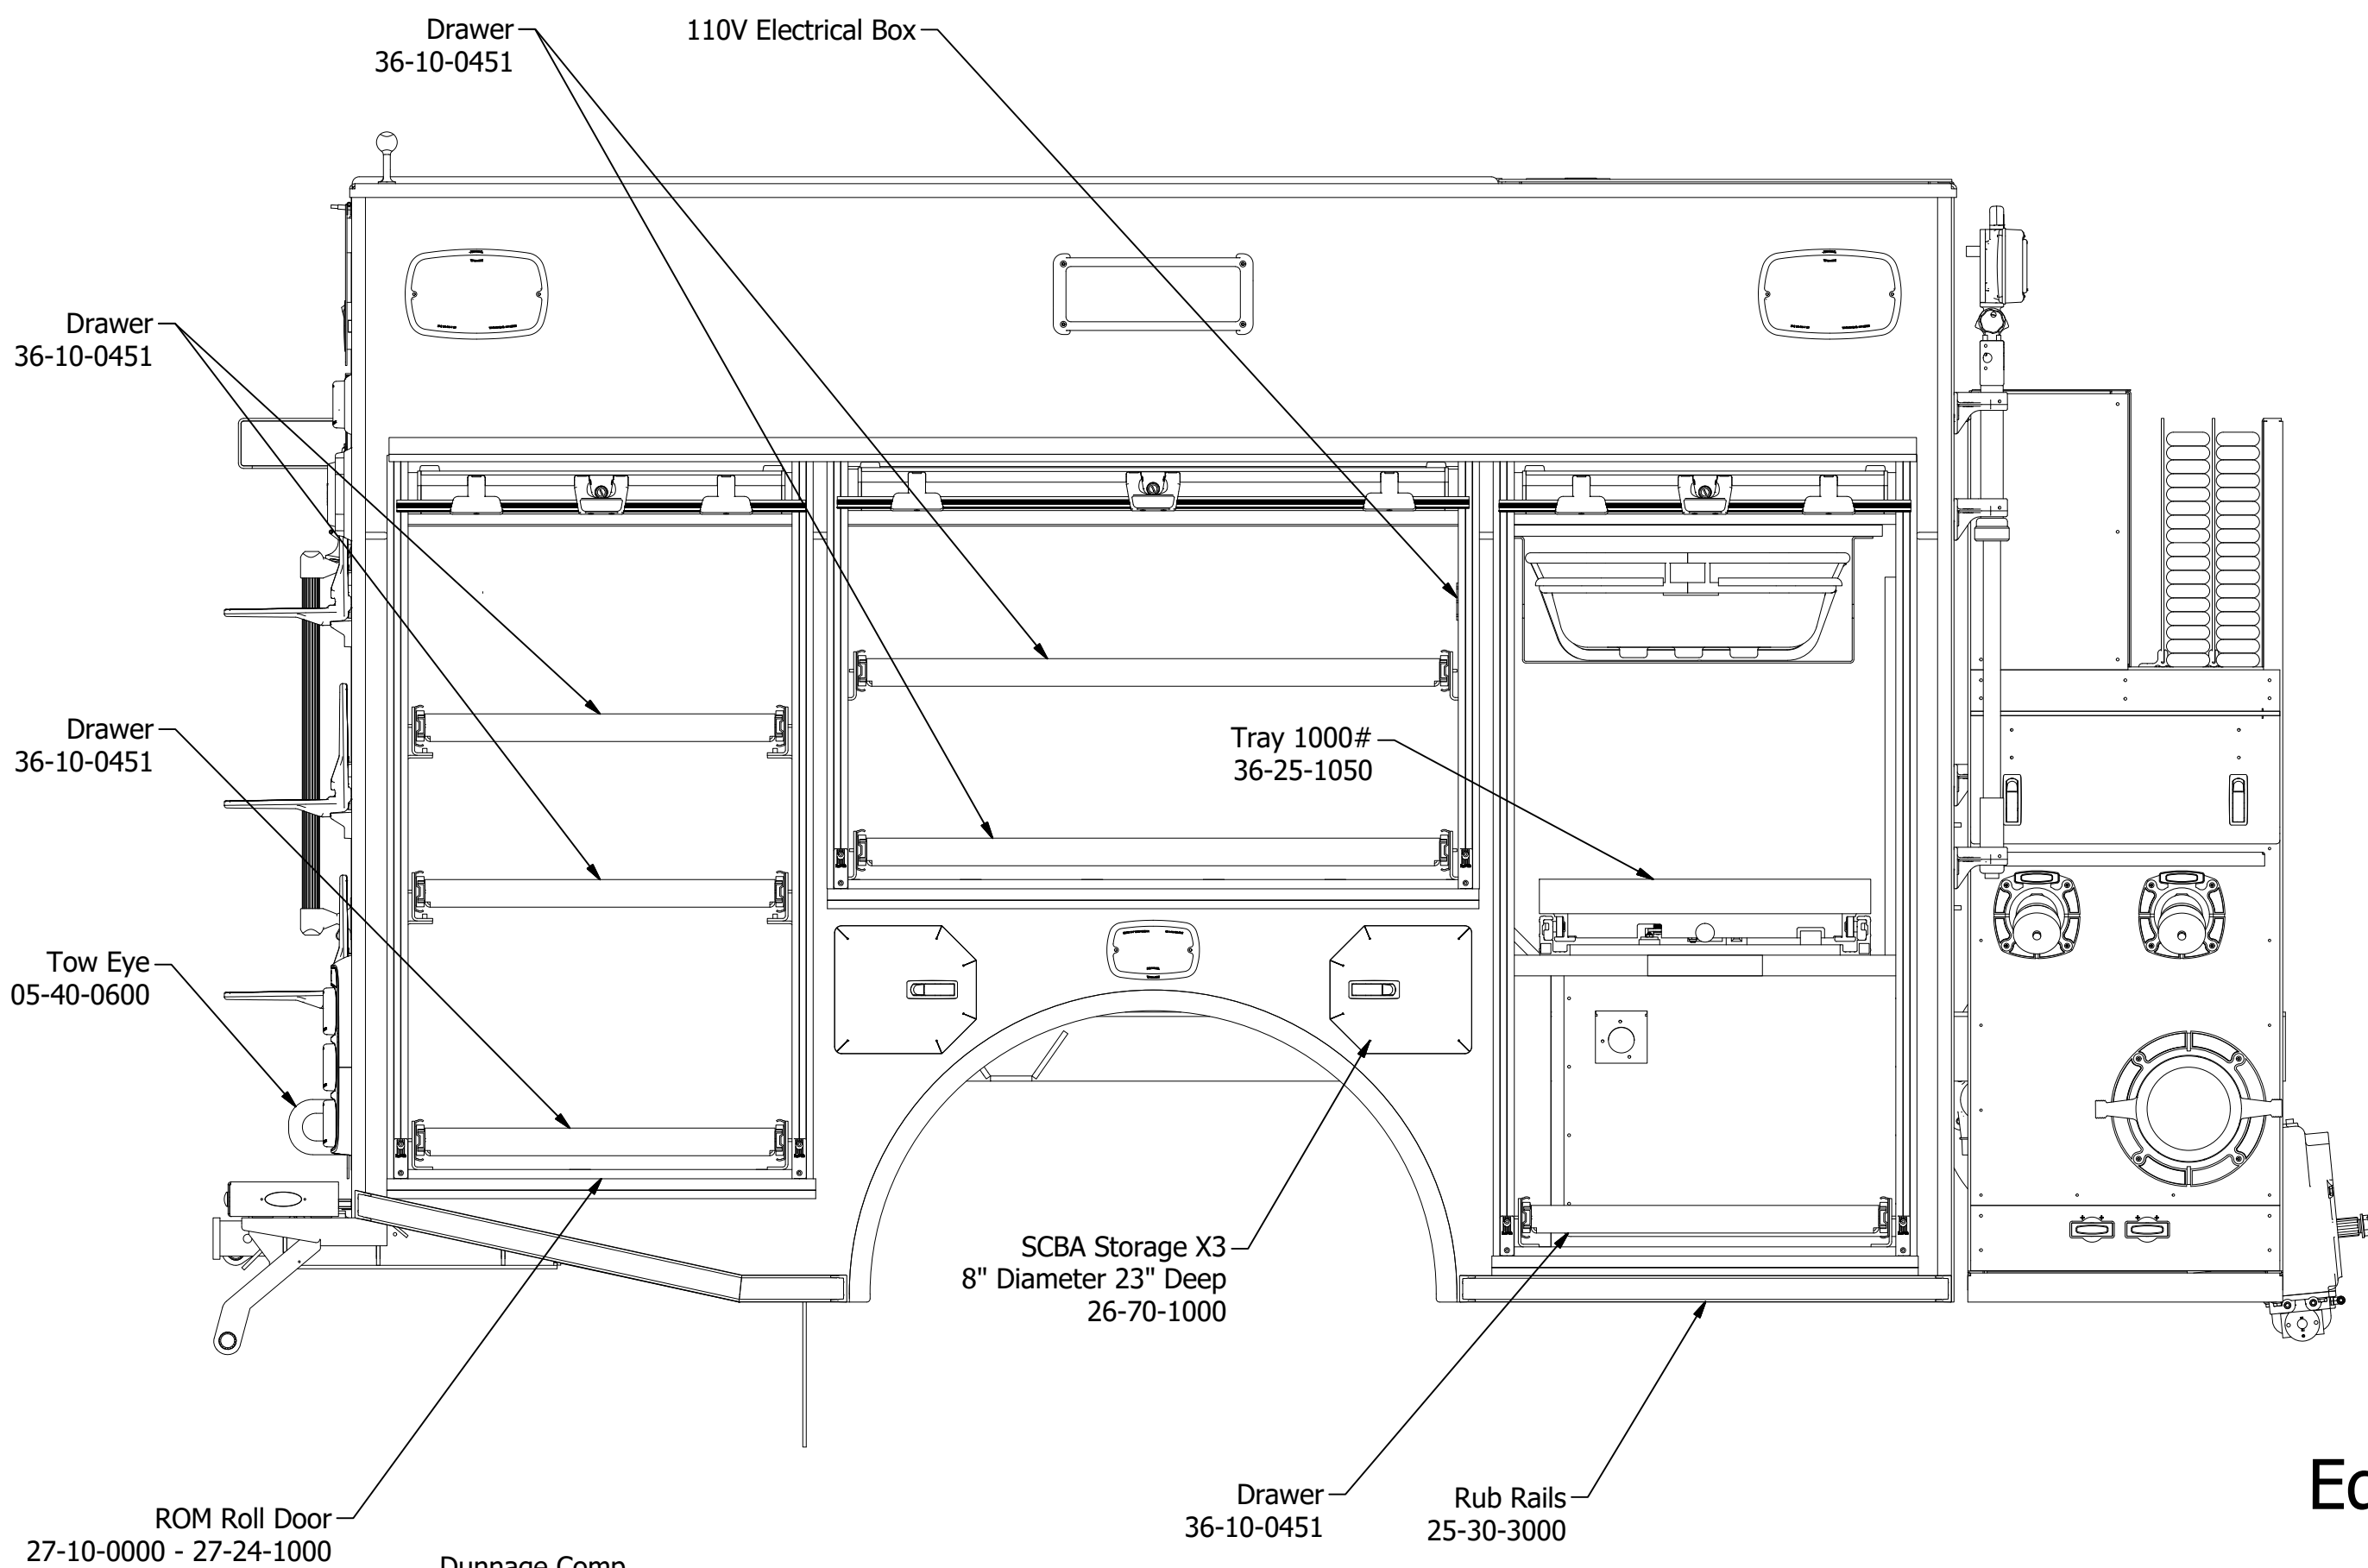 Drawer
36-10-0451
110V Electrical Box
Drawer
36-10-0451
Drawer
36-10-0451
Tray 1000#
36-25-1050
Tow Eye
05-40-0600
SCBA Storage X3
8" Diameter 23" Deep
26-70-1000
Drawer
36-10-0451
Rub Rails
25-30-3000
ROM Roll Door
27-10-0000 - 27-24-1000
Dunnage Comp